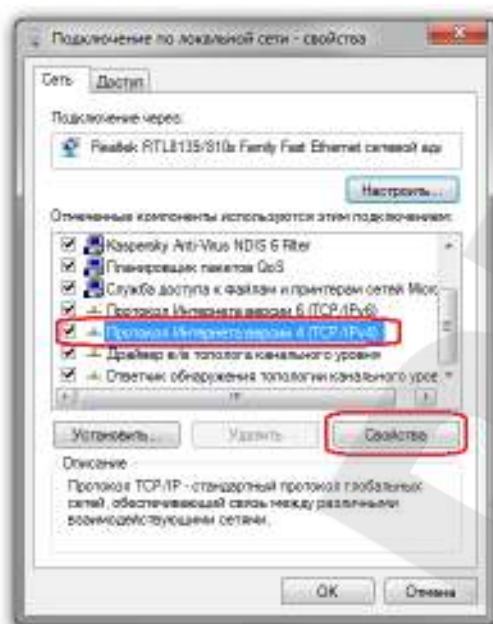 Подключение по локальной сети - свойства
Сеть Доступ
Подключение через:
Realtek RTL8139/810x Family Fast Ethernet сетевой ада
Настроить...
Отмеченные компоненты используются этим подключением:
Kaspersky Anti-Virus NDIS 6 Filter
Планировщик пакетов QoS
Служба доступа к файлам и принтерам сетей Micro
Протокол Интернета версии 6 (TCP/IPv6)
Протокол Интернета версии 4 (TCP/IPv4)
Драйвер в/в тополога канального уровня
Ответчик обнаружения топологии канального уров
Установить... Удалить Свойства
Описание
Протокол TCP/IP - стандартный протокол глобальных
сетей, обеспечивающий связь между различными
взаимодействующими сетями.
OK Отмена